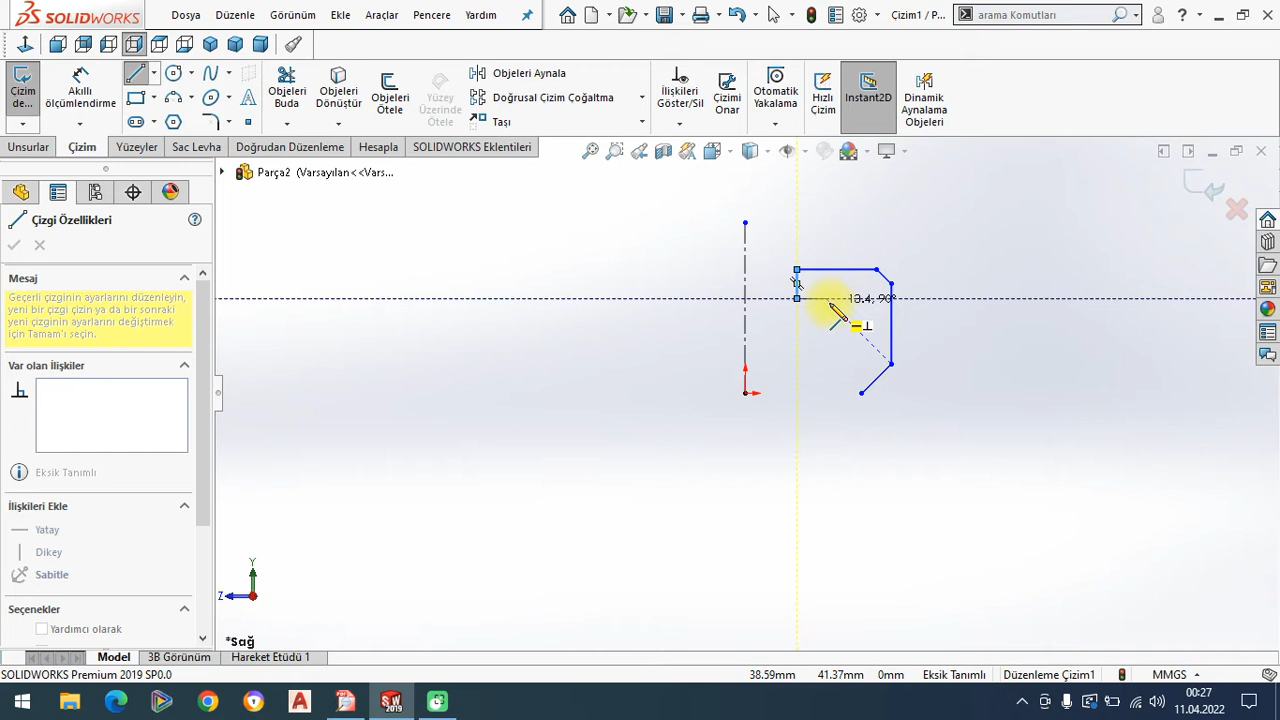 SOLIDWORKS
Dosya Düzenle Görünüm Ekle Araçlar Pencere Yardım
Çizim1 / P...
arama Komutları
Çizim de...
Akıllı ölçümlendirme
Objeleri Buda
Objeleri Dönüştür
Objeleri Ötele
Yüzey Üzerinde Ötele
Objeleri Aynala
Doğrusal Çizim Çoğaltma
Taşı
İlişkileri Göster/Sil
Çizimi Onar
Otomatik Yakalama
Hızlı Çizim
Instant2D
Dinamik Aynalama Objeleri
Unsurlar Çizim Yüzeyler Sac Levha Doğrudan Düzenleme Hesapla SOLIDWORKS Eklentileri
Parça2 (Varsayılan<<Vars...
Çizgi Özellikleri
Mesaj
Geçerli çizginin ayarlarını düzenleyin,
yeni bir çizgi çizin ya da bir sonraki
yeni çizginin ayarlarını değiştirmek
için Tamam'ı seçin.
Var olan İlişkiler
Eksik Tanımlı
İlişkileri Ekle
Yatay
Dikey
Sabitle
Seçenekler
Yardımcı olarak
13.4, 90°
Y
Z
*Sağ
Model 3B Görünüm Hareket Etüdü 1
SOLIDWORKS Premium 2019 SP0.0
38.59mm 41.37mm 0mm Eksik Tanımlı Düzenleme Çizim1 MMGS
SW
2019
00:27
11.04.2022